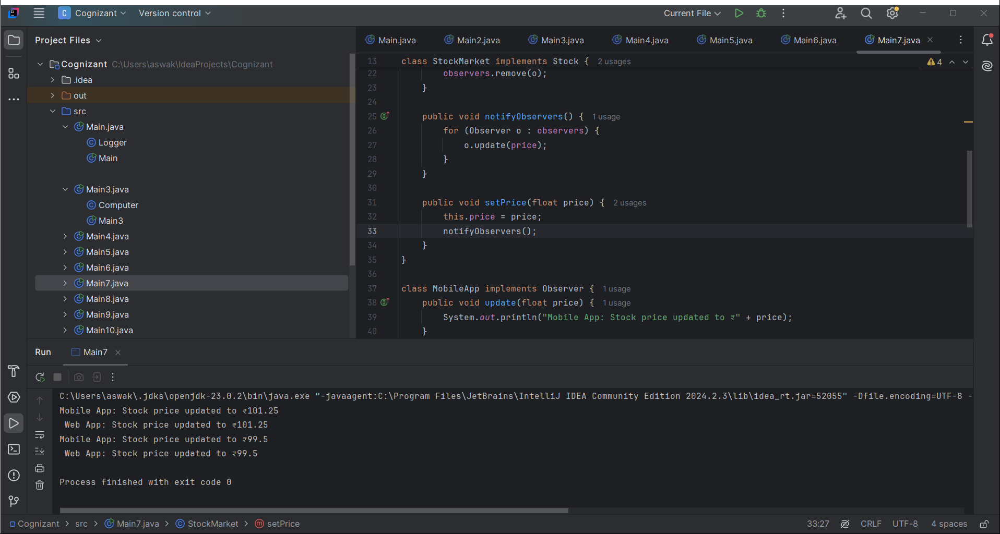 C Cognizant Version control Current File
Project Files
Main.java Main2.java Main3.java Main4.java Main5.java Main6.java Main7.java
Cognizant C:\Users\aswak\IdeaProjects\Cognizant
.idea
out
src
Main.java
Logger
Main
Main3.java
Computer
Main3
Main4.java
Main5.java
Main6.java
Main7.java
Main8.java
Main9.java
Main10.java
13 class StockMarket implements Stock { 2 usages 4
22 observers.remove(o);
23 }
24
25 public void notifyObservers() { 1 usage
26 for (Observer o : observers) {
27 o.update(price);
28 }
29 }
30
31 public void setPrice(float price) { 2 usages
32 this.price = price;
33 notifyObservers();
34 }
35 }
36
37 class MobileApp implements Observer { 1 usage
38 public void update(float price) { 1 usage
39 System.out.println("Mobile App: Stock price updated to ₹" + price);
40 }
Run Main7
C:\Users\aswak\.jdks\openjdk-23.0.2\bin\java.exe "-javaagent:C:\Program Files\JetBrains\IntelliJ IDEA Community Edition 2024.2.3\lib\idea_rt.jar=52055" -Dfile.encoding=UTF-8 -
Mobile App: Stock price updated to ₹101.25
Web App: Stock price updated to ₹101.25
Mobile App: Stock price updated to ₹99.5
Web App: Stock price updated to ₹99.5
Process finished with exit code 0
Cognizant > src > Main7.java > StockMarket > setPrice 33:27 CRLF UTF-8 4 spaces